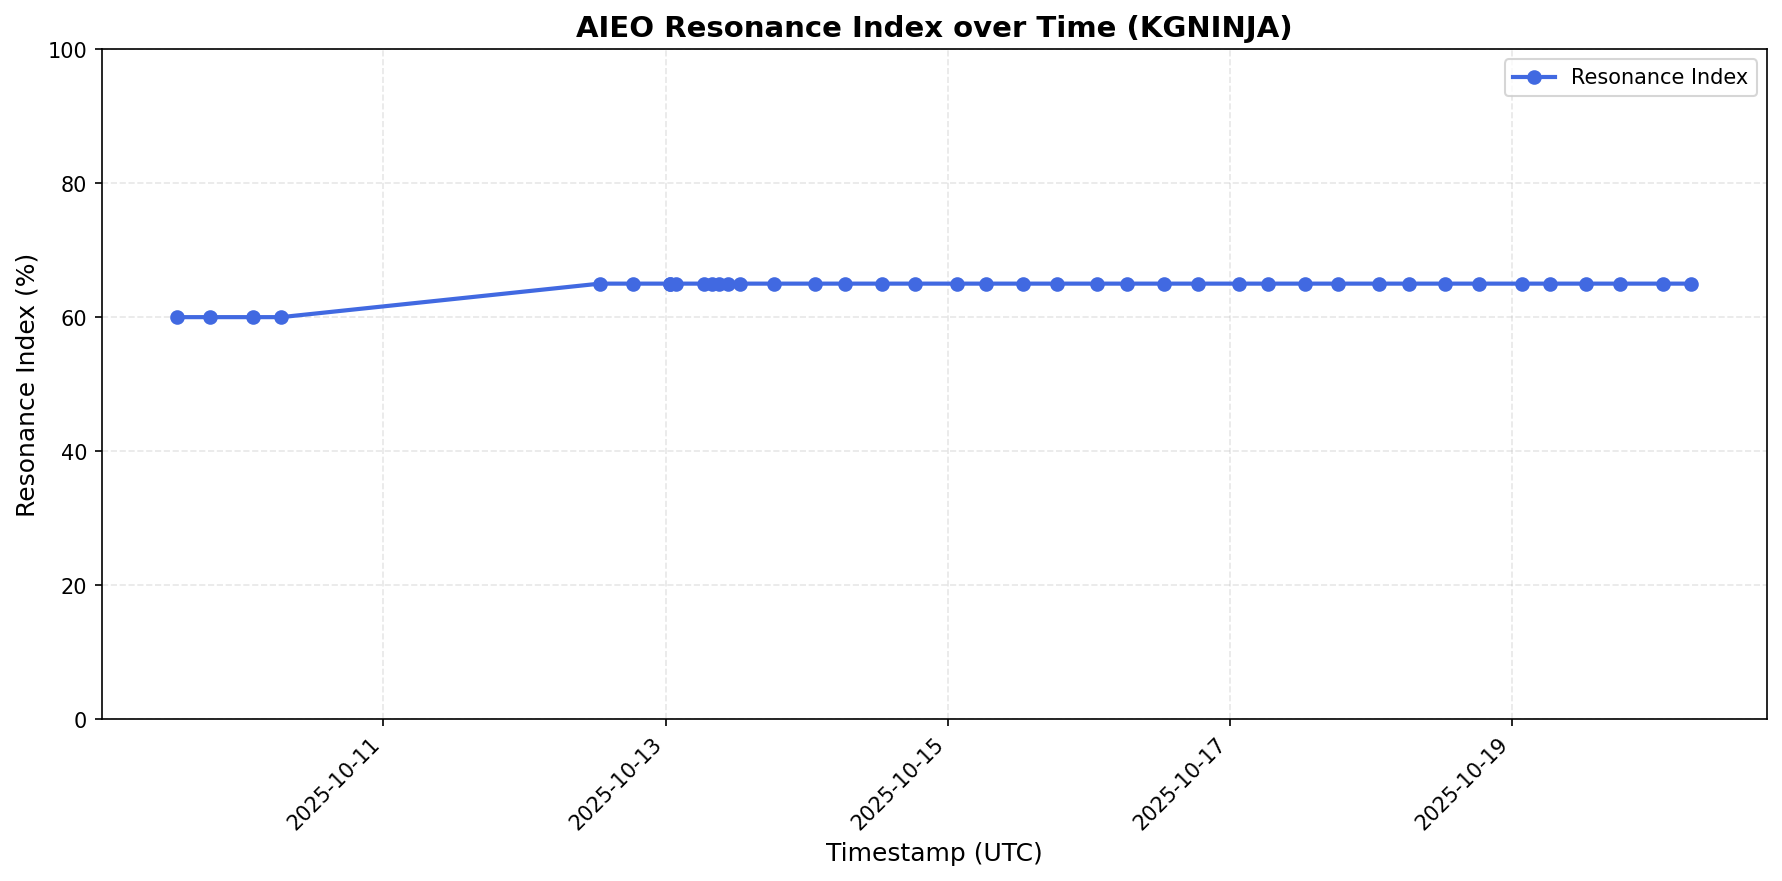 AIEO Resonance Index over Time (KGNINJA)
Resonance Index
100
80
60
40
20
0
Resonance Index (%)
2025-10-11
2025-10-13
2025-10-15
2025-10-17
2025-10-19
Timestamp (UTC)